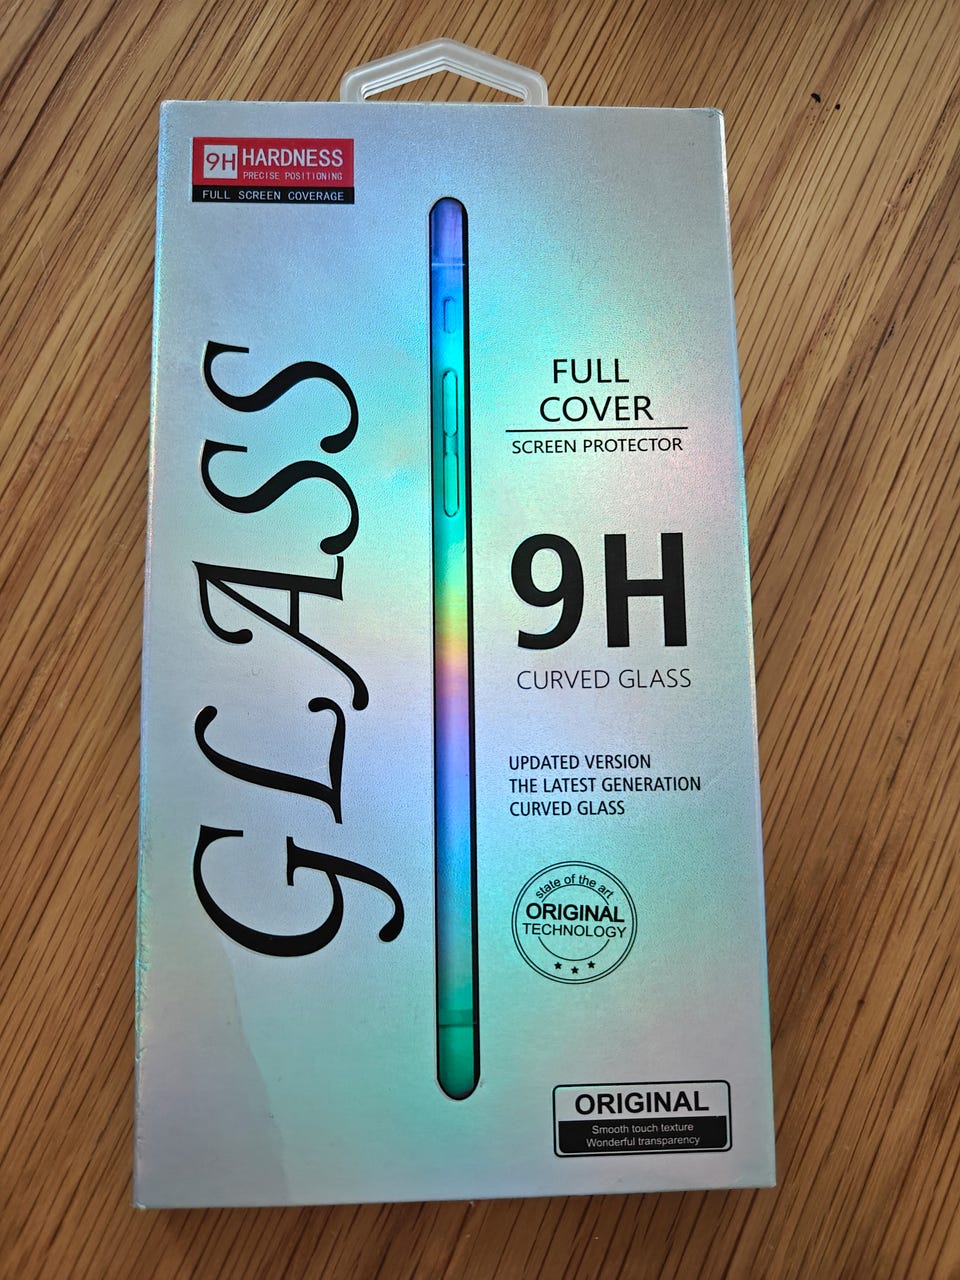 9H HARDNESS
PRECISE POSITIONING
FULL SCREEN COVERAGE
GLASS
FULL
COVER
SCREEN PROTECTOR
9H
CURVED GLASS
UPDATED VERSION
THE LATEST GENERATION
CURVED GLASS
state of the art
ORIGINAL
TECHNOLOGY
ORIGINAL
Smooth touch texture
Wonderful transparency